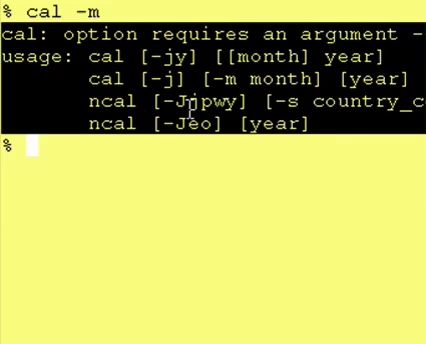 % cal -m
cal: option requires an argument -
usage: cal [-jy] [[month] year]
cal [-j] [-m month] [year]
ncal [-Jjpwy] [-s country_c
ncal [-Jeo] [year]
%